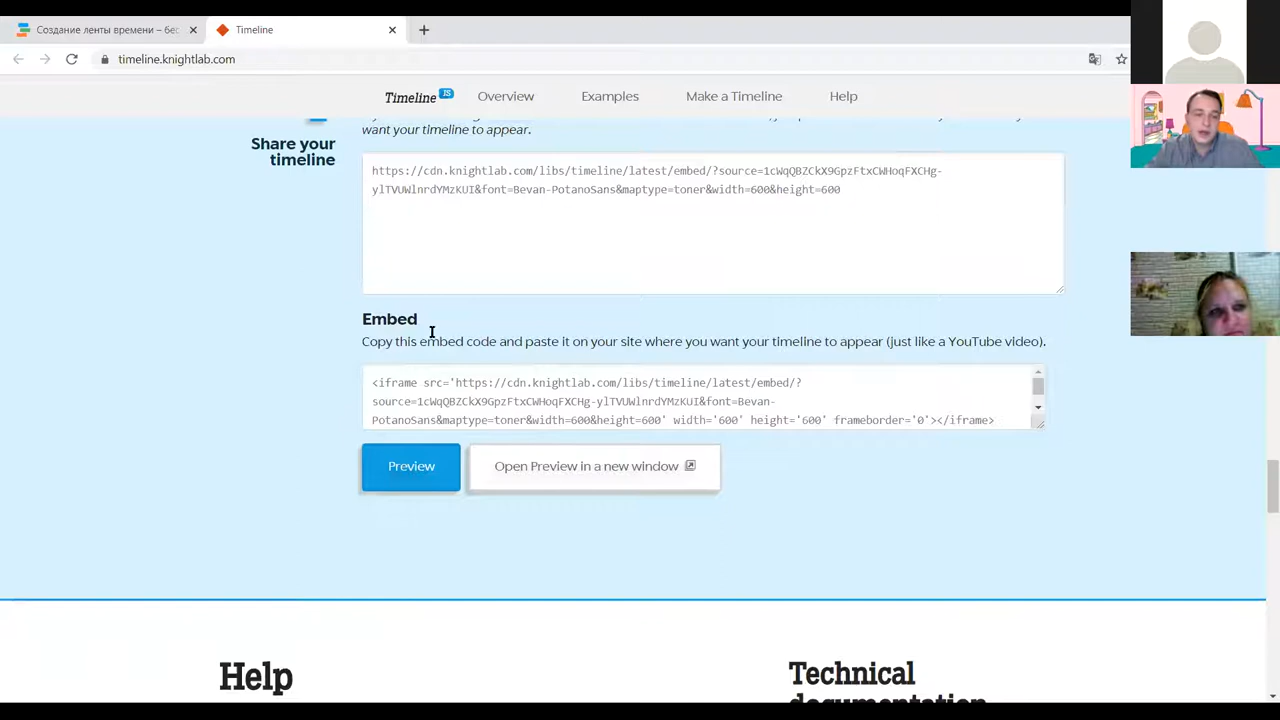 Создание ленты времени – бес
Timeline
timeline.knightlab.com
Timeline JS
Overview
Examples
Make a Timeline
Help
want your timeline to appear.
Share your
timeline
https://cdn.knightlab.com/libs/timeline/latest/embed/?source=1cWqQBZCkX9GpzFtxCWHoqFXCHg-
ylTVUWlnrdYMzKUI&font=Bevan-PotanoSans&maptype=toner&width=600&height=600
Embed
Copy this embed code and paste it on your site where you want your timeline to appear (just like a YouTube video).
<iframe src='https://cdn.knightlab.com/libs/timeline/latest/embed/?
source=1cWqQBZCkX9GpzFtxCWHoqFXCHg-ylTVUWlnrdYMzKUI&font=Bevan-
PotanoSans&maptype=toner&width=600&height=600' width='600' height='600' frameborder='0'></iframe>
Preview
Open Preview in a new window
Help
Technical
documentation